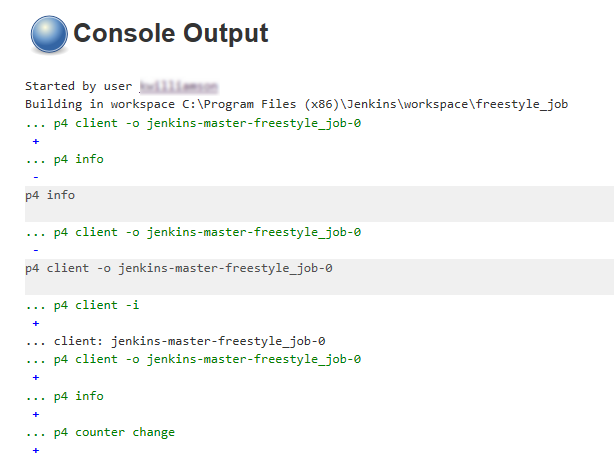 Console Output
Started by user
Building in workspace C:\Program Files (x86)\Jenkins\workspace\freestyle_job
... p4 client -o jenkins-master-freestyle_job-0
+
... p4 info
-
p4 info
... p4 client -o jenkins-master-freestyle_job-0
-
p4 client -o jenkins-master-freestyle_job-0
... p4 client -i
+
... client: jenkins-master-freestyle_job-0
... p4 client -o jenkins-master-freestyle_job-0
+
... p4 info
+
... p4 counter change
+